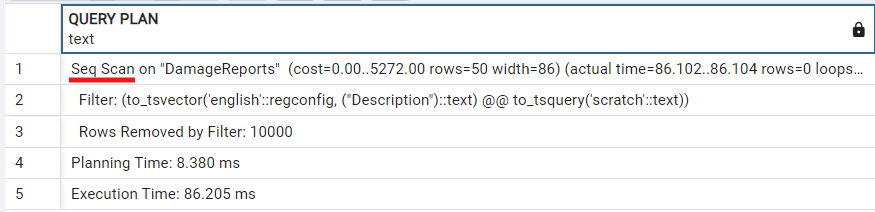 QUERY PLAN
text
1 Seq Scan on "DamageReports" (cost=0.00..5272.00 rows=50 width=86) (actual time=86.102..86.104 rows=0 loops...
2 Filter: (to_tsvector('english'::regconfig, ("Description")::text) @@ to_tsquery('scratch'::text))
3 Rows Removed by Filter: 10000
4 Planning Time: 8.380 ms
5 Execution Time: 86.205 ms